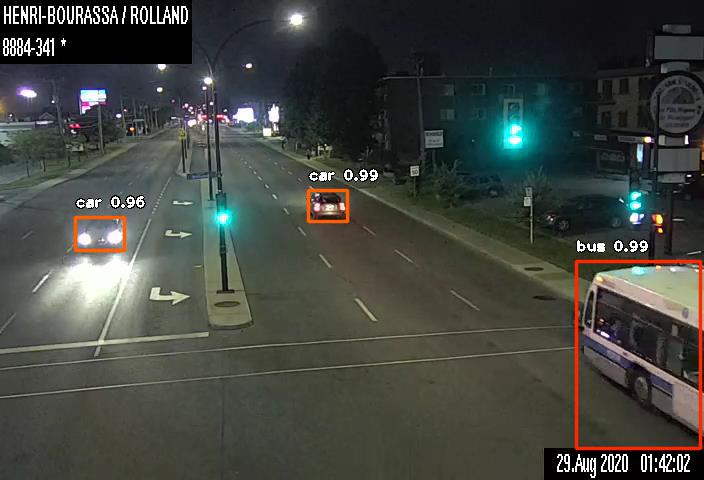 HENRI-BOURASSA / ROLLAND
8884-341 *
car 0.99
car 0.96
bus 0.99
29.Aug 2020 01:42:02